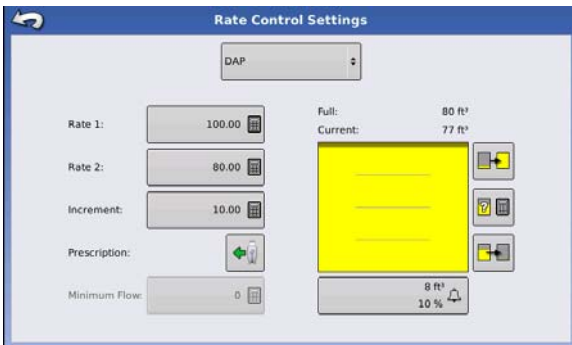 Rate Control Settings
DAP
Rate 1: 100.00
Rate 2: 80.00
Increment: 10.00
Prescription:
Minimum Flow: 0
Full: 80 ft³
Current: 77 ft³
?
8 ft³
10 %